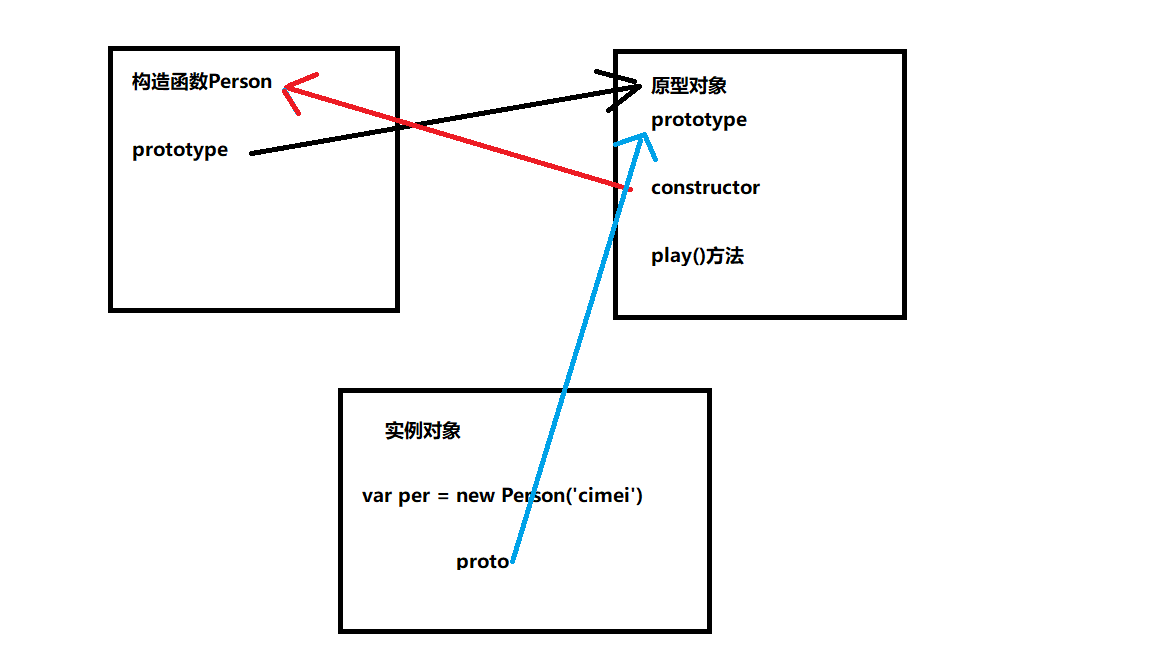 构造函数Person
prototype
原型对象
prototype
constructor
play()方法
实例对象
var per = new Person('cimei')
proto